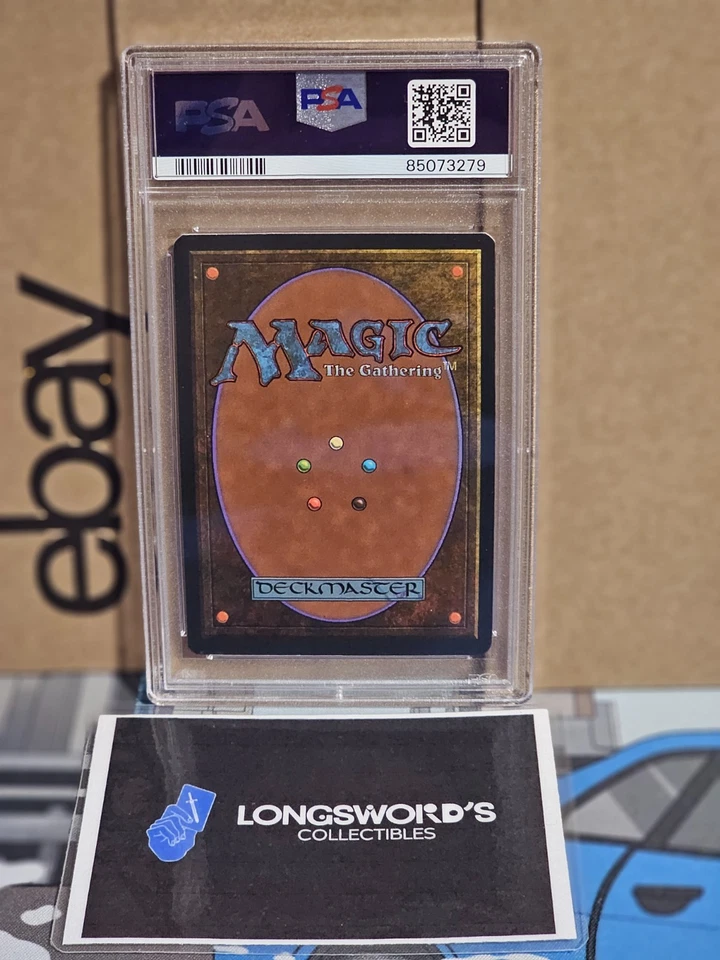 PSA
PSA
85073279
ebay
MAGIC
The Gathering™
DECKMASTER
LONGSWORD'S
COLLECTIBLES